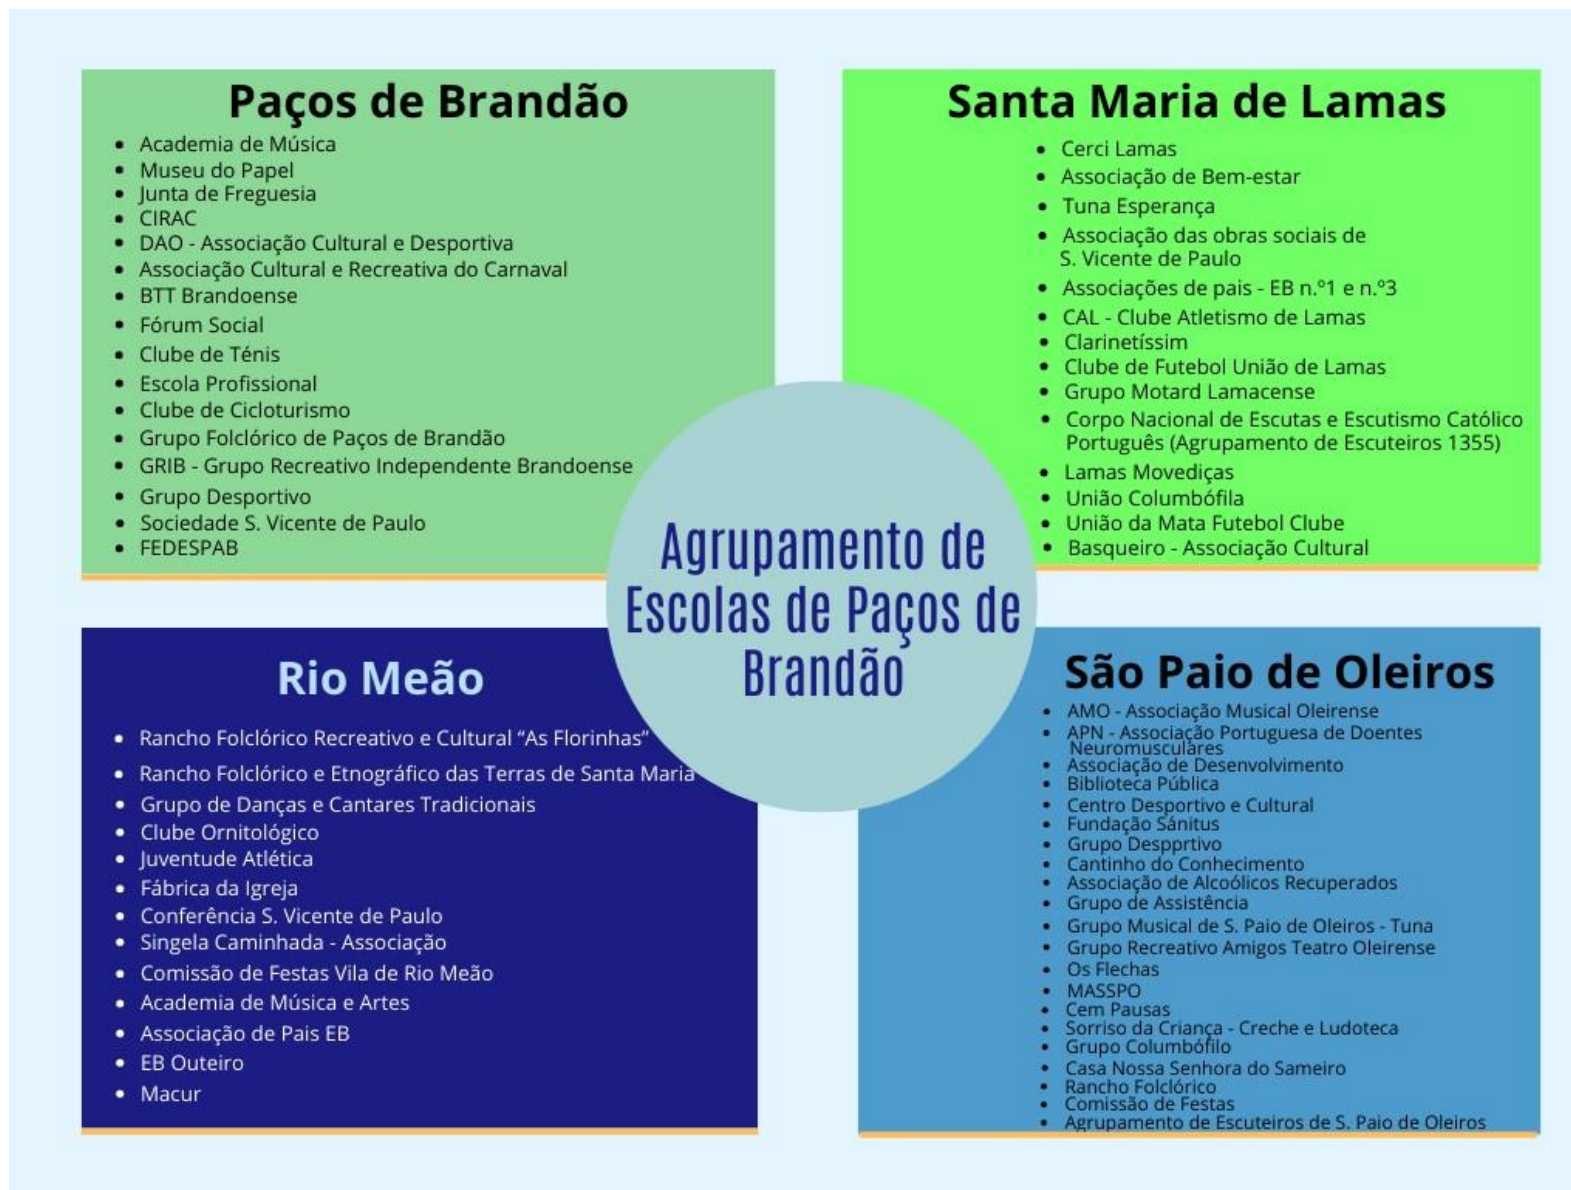 Paços de Brandão
• Academia de Música
• Museu do Papel
• Junta de Freguesia
• CIRAC
• DAO - Associação Cultural e Desportiva
• Associação Cultural e Recreativa do Carnaval
• BTT Brandoense
• Fórum Social
• Clube de Ténis
• Escola Profissional
• Clube de Cicloturismo
• Grupo Folclórico de Paços de Brandão
• GRIB - Grupo Recreativo Independente Brandoense
• Grupo Desportivo
• Sociedade S. Vicente de Paulo
• FEDESPAB
Santa Maria de Lamas
• Cerci Lamas
• Associação de Bem-estar
• Tuna Esperança
• Associação das obras sociais de
S. Vicente de Paulo
• Associações de pais - EB n.º1 e n.º3
• CAL - Clube Atletismo de Lamas
• Clarinetíssim
• Clube de Futebol União de Lamas
• Grupo Motard Lamacense
• Corpo Nacional de Escutas e Escutismo Católico
Português (Agrupamento de Escuteiros 1355)
• Lamas Movediças
• União Columbófila
• União da Mata Futebol Clube
• Basqueiro - Associação Cultural
Agrupamento de
Escolas de Paços de
Brandão
Rio Meão
• Rancho Folclórico Recreativo e Cultural “As Florinhas”
• Rancho Folclórico e Etnográfico das Terras de Santa Maria
• Grupo de Danças e Cantares Tradicionais
• Clube Ornitológico
• Juventude Atlética
• Fábrica da Igreja
• Conferência S. Vicente de Paulo
• Singela Caminhada - Associação
• Comissão de Festas Vila de Rio Meão
• Academia de Música e Artes
• Associação de Pais EB
• EB Outeiro
• Macur
São Paio de Oleiros
• AMO - Associação Musical Oleirense
• APN - Associação Portuguesa de Doentes
Neuromusculares
• Associação de Desenvolvimento
• Biblioteca Pública
• Centro Desportivo e Cultural
• Fundação Sánitus
• Grupo Despprtivo
• Cantinho do Conhecimento
• Associação de Alcoólicos Recuperados
• Grupo de Assistência
• Grupo Musical de S. Paio de Oleiros - Tuna
• Grupo Recreativo Amigos Teatro Oleirense
• Os Flechas
• MASSPO
• Cem Pausas
• Sorriso da Criança - Creche e Ludoteca
• Grupo Columbófilo
• Casa Nossa Senhora do Sameiro
• Rancho Folclórico
• Comissão de Festas
• Agrupamento de Escuteiros de S. Paio de Oleiros